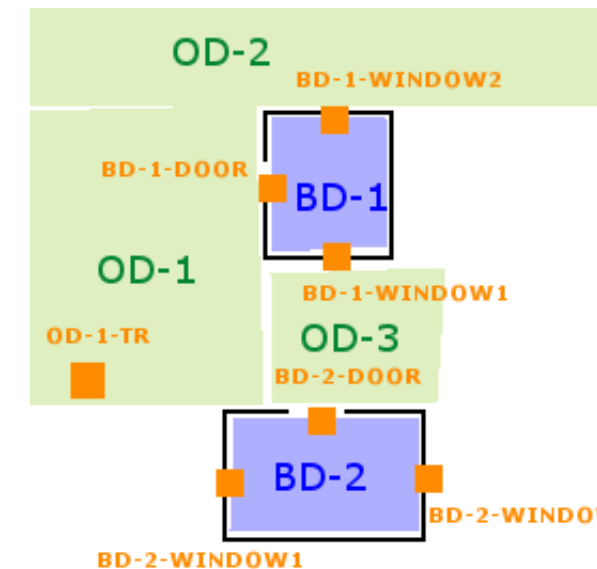 OD-2
BD-1-WINDOW2
BD-1-DOOR
BD-1
OD-1
BD-1-WINDOW1
OD-1-TR
OD-3
BD-2-DOOR
BD-2
BD-2-WINDO
BD-2-WINDOW1